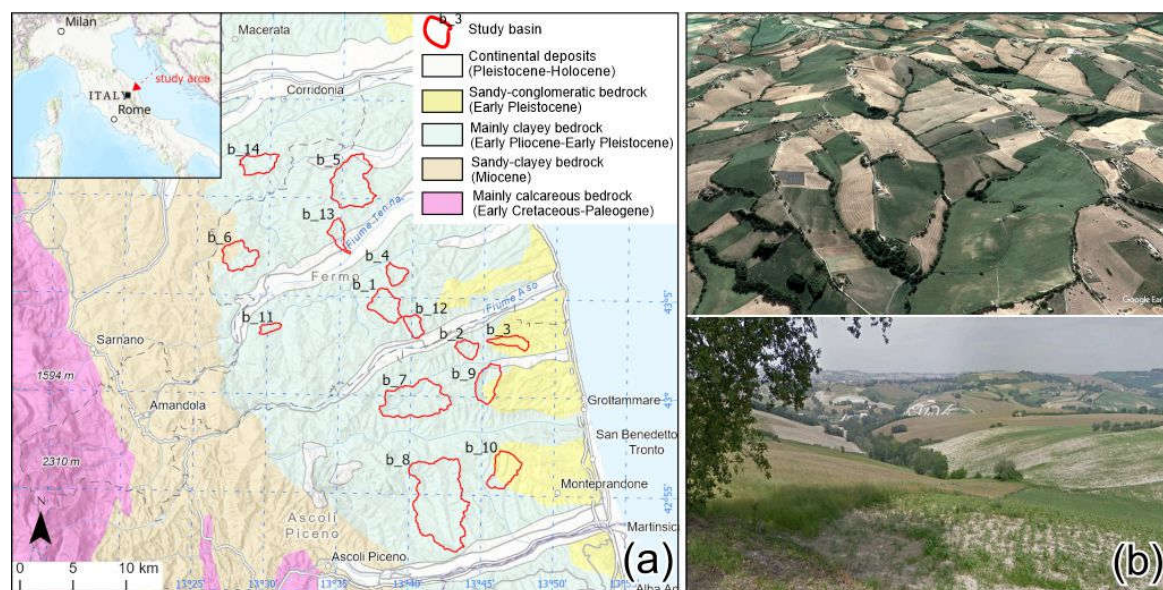 Milán
study area
ITALY
Rome
Macerata
Corridonia
b_14
b_5
b_13
Fiume Tenna
b_6
Fermo
b_4
b_1
Fiume Aso
b_12
b_11
b_2
b_3
Sarnano
b_9
1594 m
b_7
Amandola
Grottammare
San Benedetto
Tronto
2310 m
b_8
b_10
Monteprandone
N
Ascoli
Piceno
Martinsic
Ascoli Piceno
0 5 10 km
13°25'
13°30'
13°35'
13°40'
13°45'
13°50'
43°5'
43°
42°55'
b_3
Study basin
Continental deposits
(Pleistocene-Holocene)
Sandy-conglomeratic bedrock
(Early Pleistocene)
Mainly clayey bedrock
(Early Pliocene-Early Pleistocene)
Sandy-clayey bedrock
(Miocene)
Mainly calcareous bedrock
(Early Cretaceous-Paleogene)
(a)
Google Ear
(b)